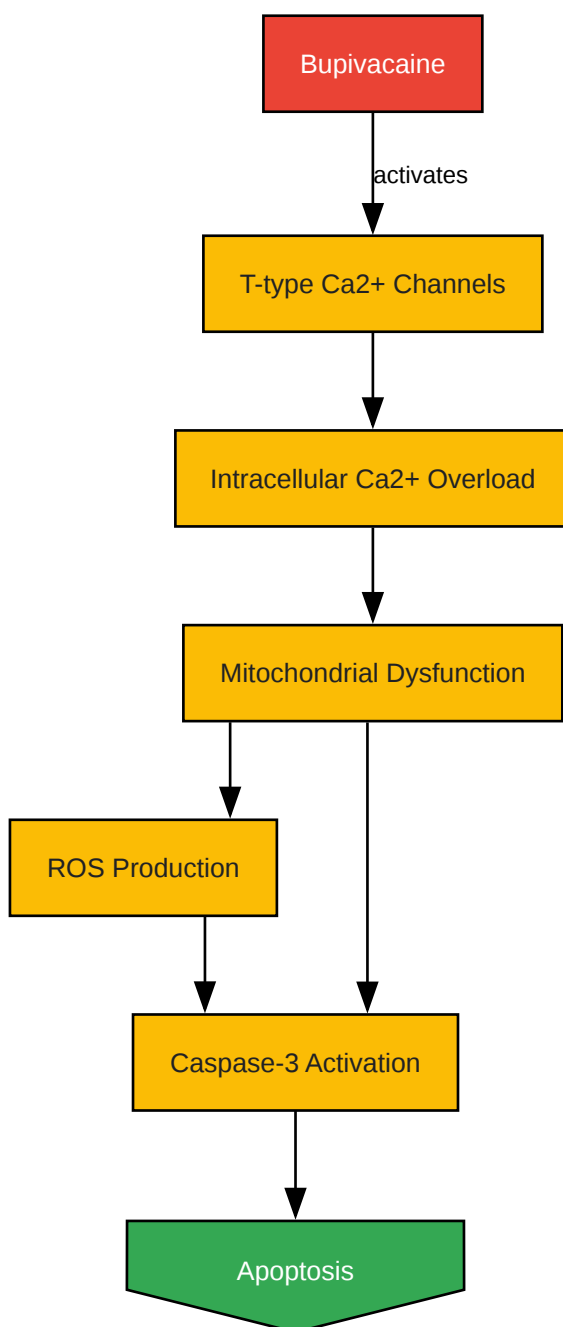 Bupivacaine
activates
T-type Ca2+ Channels
Intracellular Ca2+ Overload
Mitochondrial Dysfunction
ROS Production
Caspase-3 Activation
Apoptosis